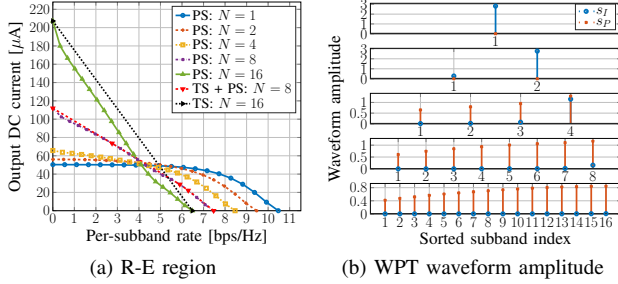 220
200
180
160
140
120
100
80
60
40
20
0
Output DC current [μA]
0 1 2 3 4 5 6 7 8 9 10 11
Per-subband rate [bps/Hz]
PS: N = 1
PS: N = 2
PS: N = 4
PS: N = 8
PS: N = 16
TS + PS: N = 8
TS: N = 16
(a) R-E region
Waveform amplitude
3
2
1
0
1
s_I
s_P
3
2
1
0
1 2
1
0.5
0
1 2 3 4
1
0.5
0
1 2 3 4 5 6 7 8
0.8
0.4
0
1 2 3 4 5 6 7 8 9 10 11 12 13 14 15 16
Sorted subband index
(b) WPT waveform amplitude